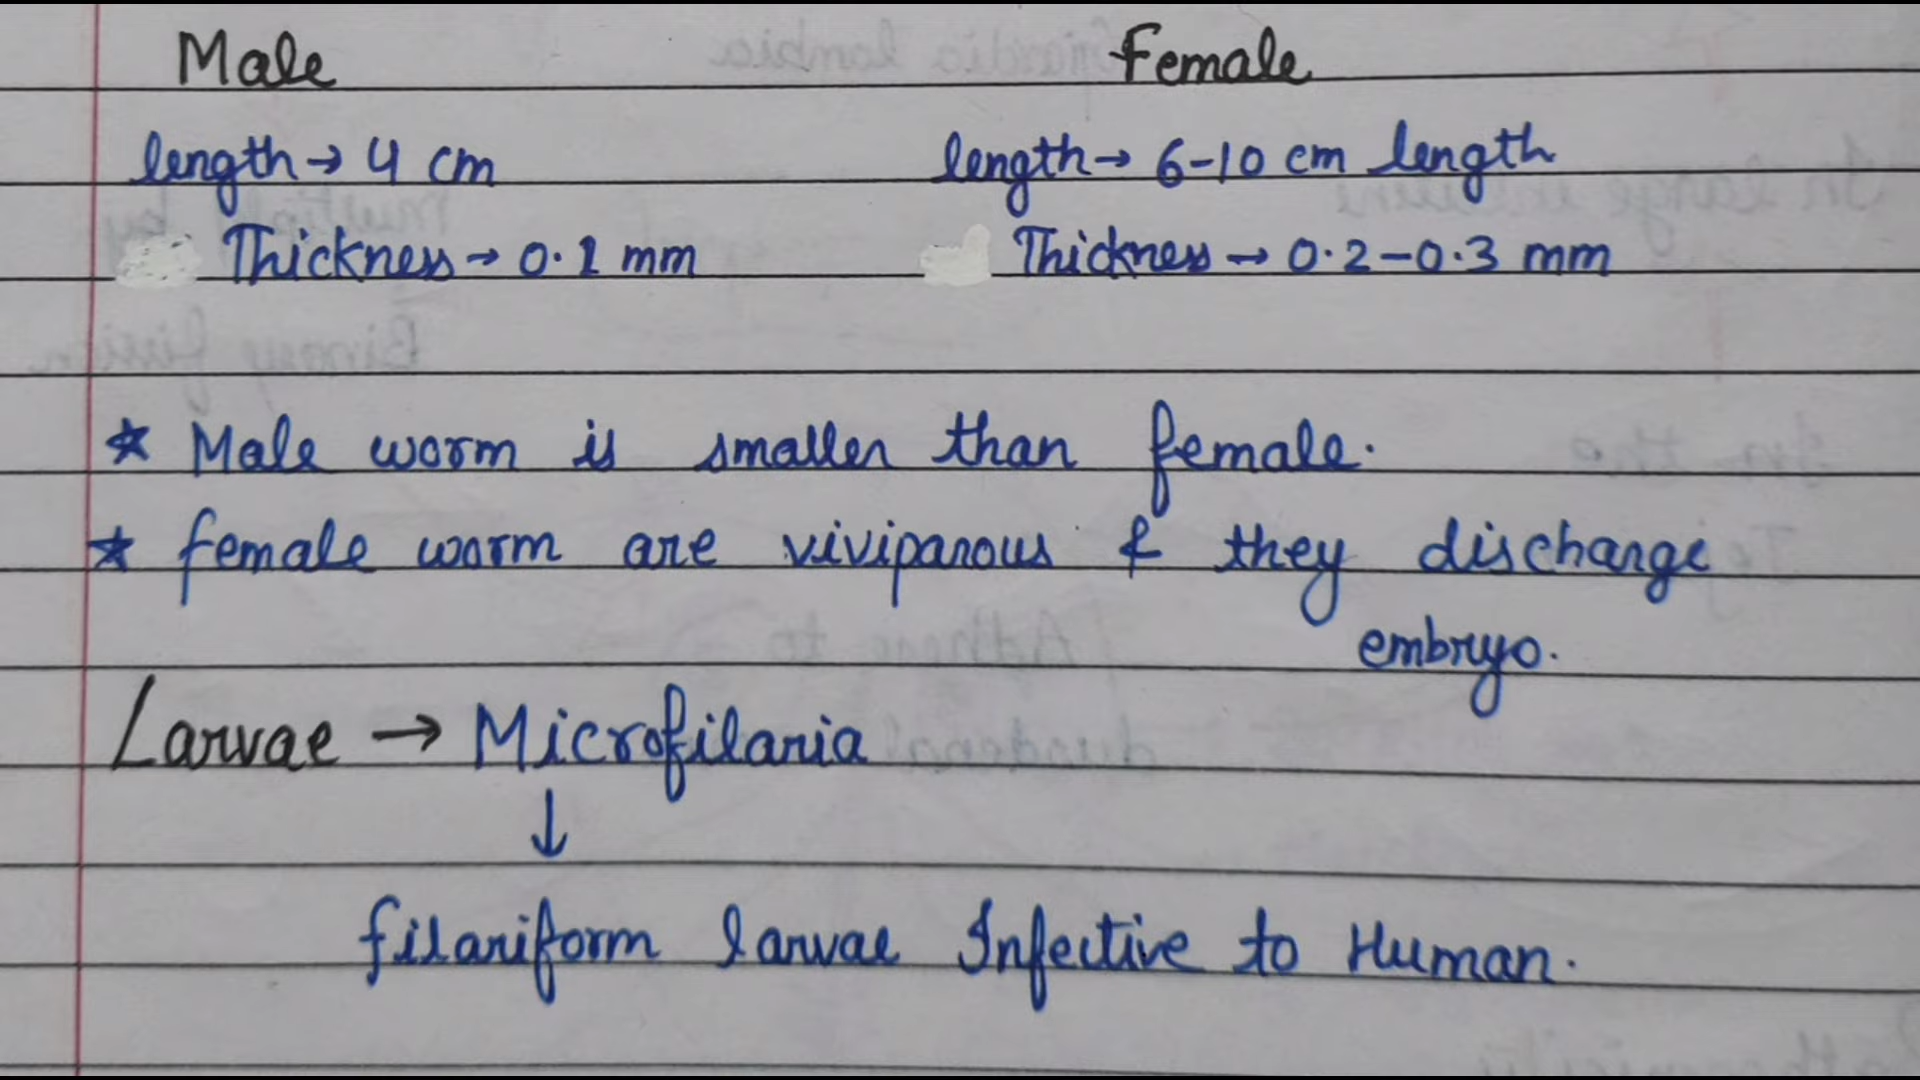 Male Female
length → 4 cm length → 6-10 cm length
Thickness → 0.1 mm Thickness → 0.2-0.3 mm
★ Male worm is smaller than female.
★ female worm are viviparous & they discharge
embryo.
Larvae → Microfilaria
↓
filariform larvae Infective to Human.